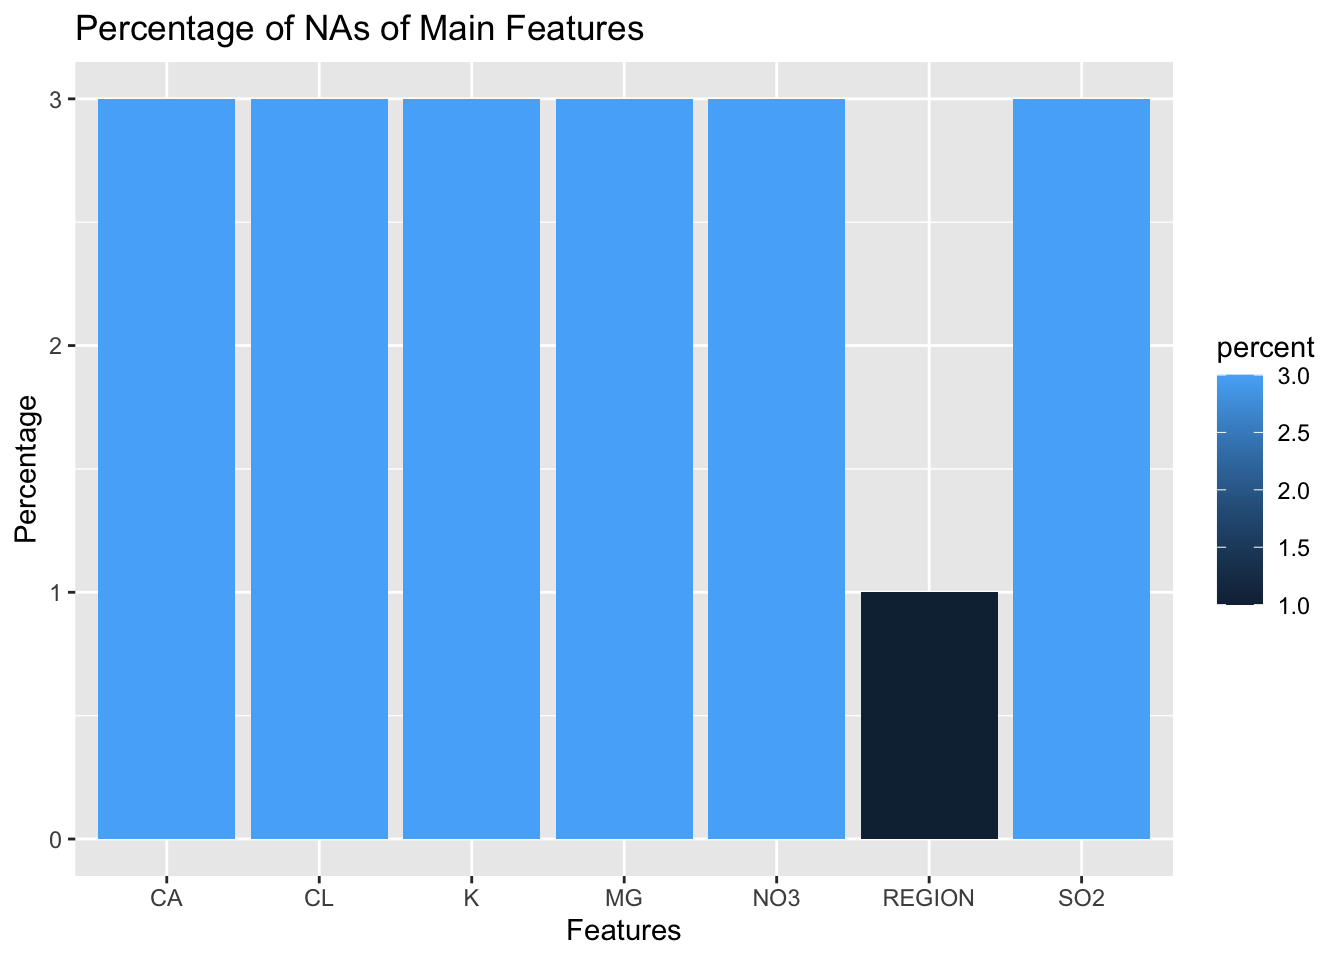 Percentage of NAs of Main Features
Percentage
3
2
1
0
CA CL K MG NO3 REGION SO2
Features
percent
3.0
2.5
2.0
1.5
1.0